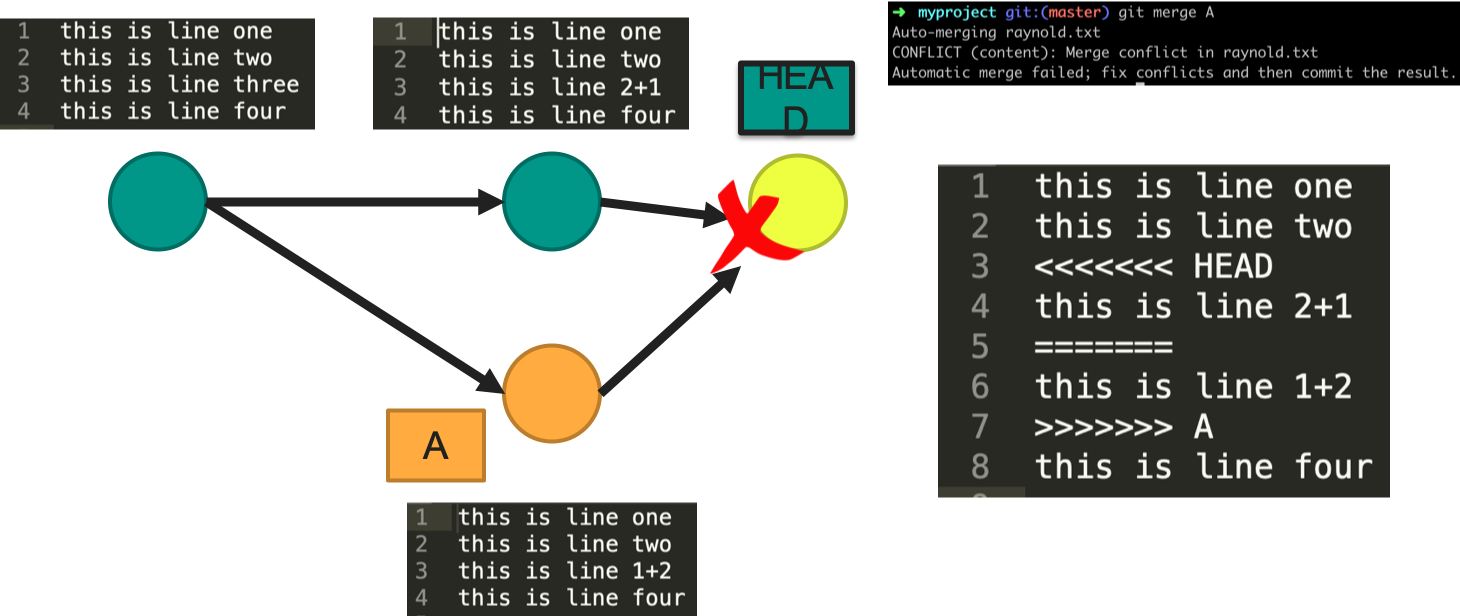 1 this is line one
2 this is line two
3 this is line three
4 this is line four
1 this is line one
2 this is line two
3 this is line 2+1
4 this is line four
HEA
D
➜ myproject git:(master) git merge A
Auto-merging raynold.txt
CONFLICT (content): Merge conflict in raynold.txt
Automatic merge failed; fix conflicts and then commit the result.
1 this is line one
2 this is line two
3 <<<<<<< HEAD
4 this is line 2+1
5 =======
6 this is line 1+2
7 >>>>>>> A
8 this is line four
A
1 this is line one
2 this is line two
3 this is line 1+2
4 this is line four